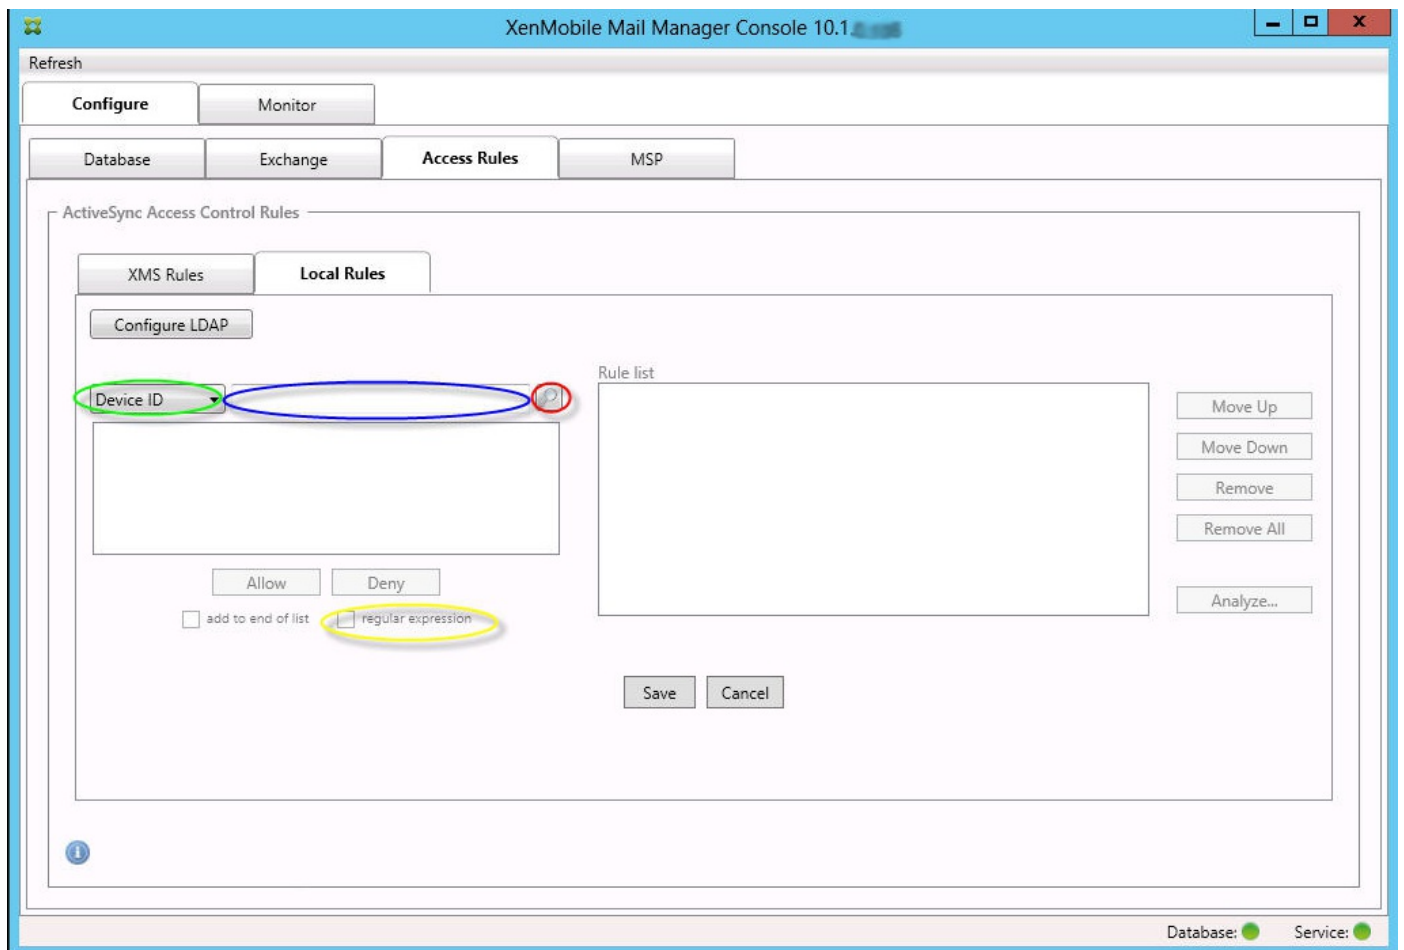 XenMobile Mail Manager Console 10.1.
Refresh
Configure Monitor
Database Exchange Access Rules MSP
ActiveSync Access Control Rules
XMS Rules Local Rules
Configure LDAP
Rule list
Device ID
Move Up
Move Down
Remove
Remove All
Allow Deny
Analyze...
add to end of list regular expression
Save Cancel
Database: Service: